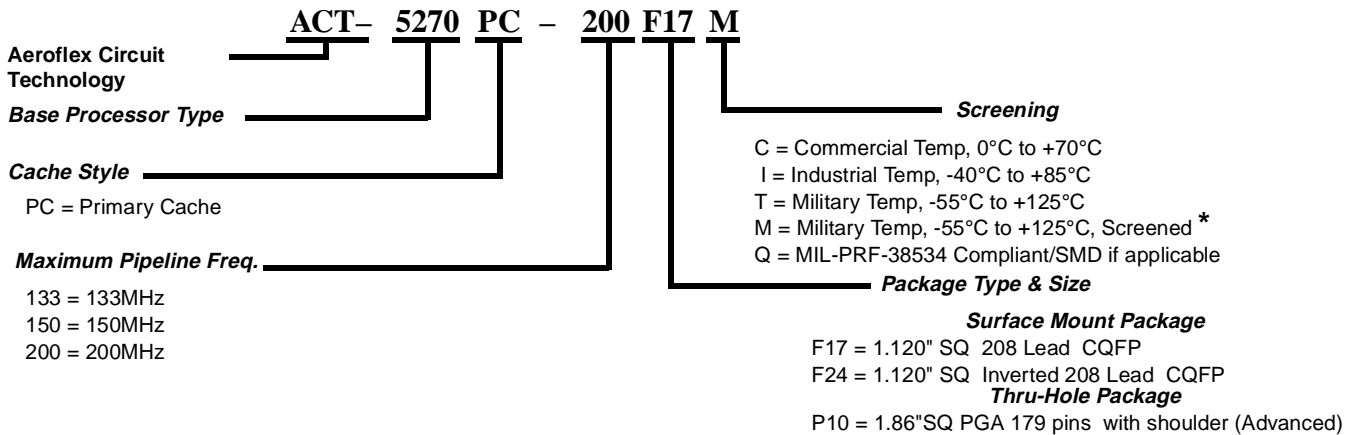 ACT– 5270 PC – 200 F17 M
Aeroflex Circuit
Technology
Base Processor Type
Cache Style
PC = Primary Cache
Maximum Pipeline Freq.
133 = 133MHz
150 = 150MHz
200 = 200MHz
Screening
C = Commercial Temp, 0°C to +70°C
I = Industrial Temp, -40°C to +85°C
T = Military Temp, -55°C to +125°C
M = Military Temp, -55°C to +125°C, Screened *
Q = MIL-PRF-38534 Compliant/SMD if applicable
Package Type & Size
Surface Mount Package
F17 = 1.120" SQ 208 Lead CQFP
F24 = 1.120" SQ Inverted 208 Lead CQFP
Thru-Hole Package
P10 = 1.86"SQ PGA 179 pins with shoulder (Advanced)